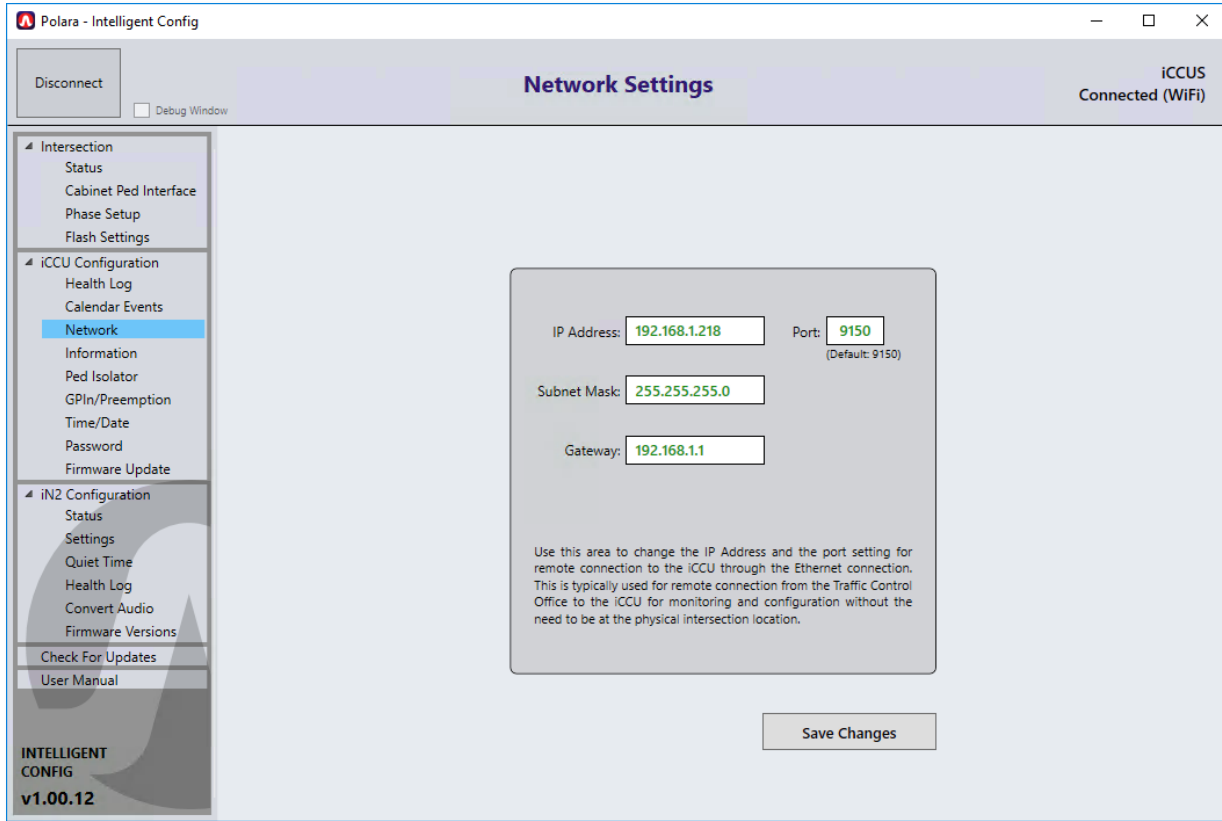 Polara - Intelligent Config
Disconnect
Debug Window
Network Settings
iCCUS
Connected (WiFi)
Intersection
Status
Cabinet Ped Interface
Phase Setup
Flash Settings
iCCU Configuration
Health Log
Calendar Events
Network
Information
Ped Isolator
GPIn/Preemption
Time/Date
Password
Firmware Update
iN2 Configuration
Status
Settings
Quiet Time
Health Log
Convert Audio
Firmware Versions
Check For Updates
User Manual
INTELLIGENT
CONFIG
v1.00.12
IP Address: 192.168.1.218 Port: 9150
(Default: 9150)
Subnet Mask: 255.255.255.0
Gateway: 192.168.1.1
Use this area to change the IP Address and the port setting for
remote connection to the iCCU through the Ethernet connection.
This is typically used for remote connection from the Traffic Control
Office to the iCCU for monitoring and configuration without the
need to be at the physical intersection location.
Save Changes